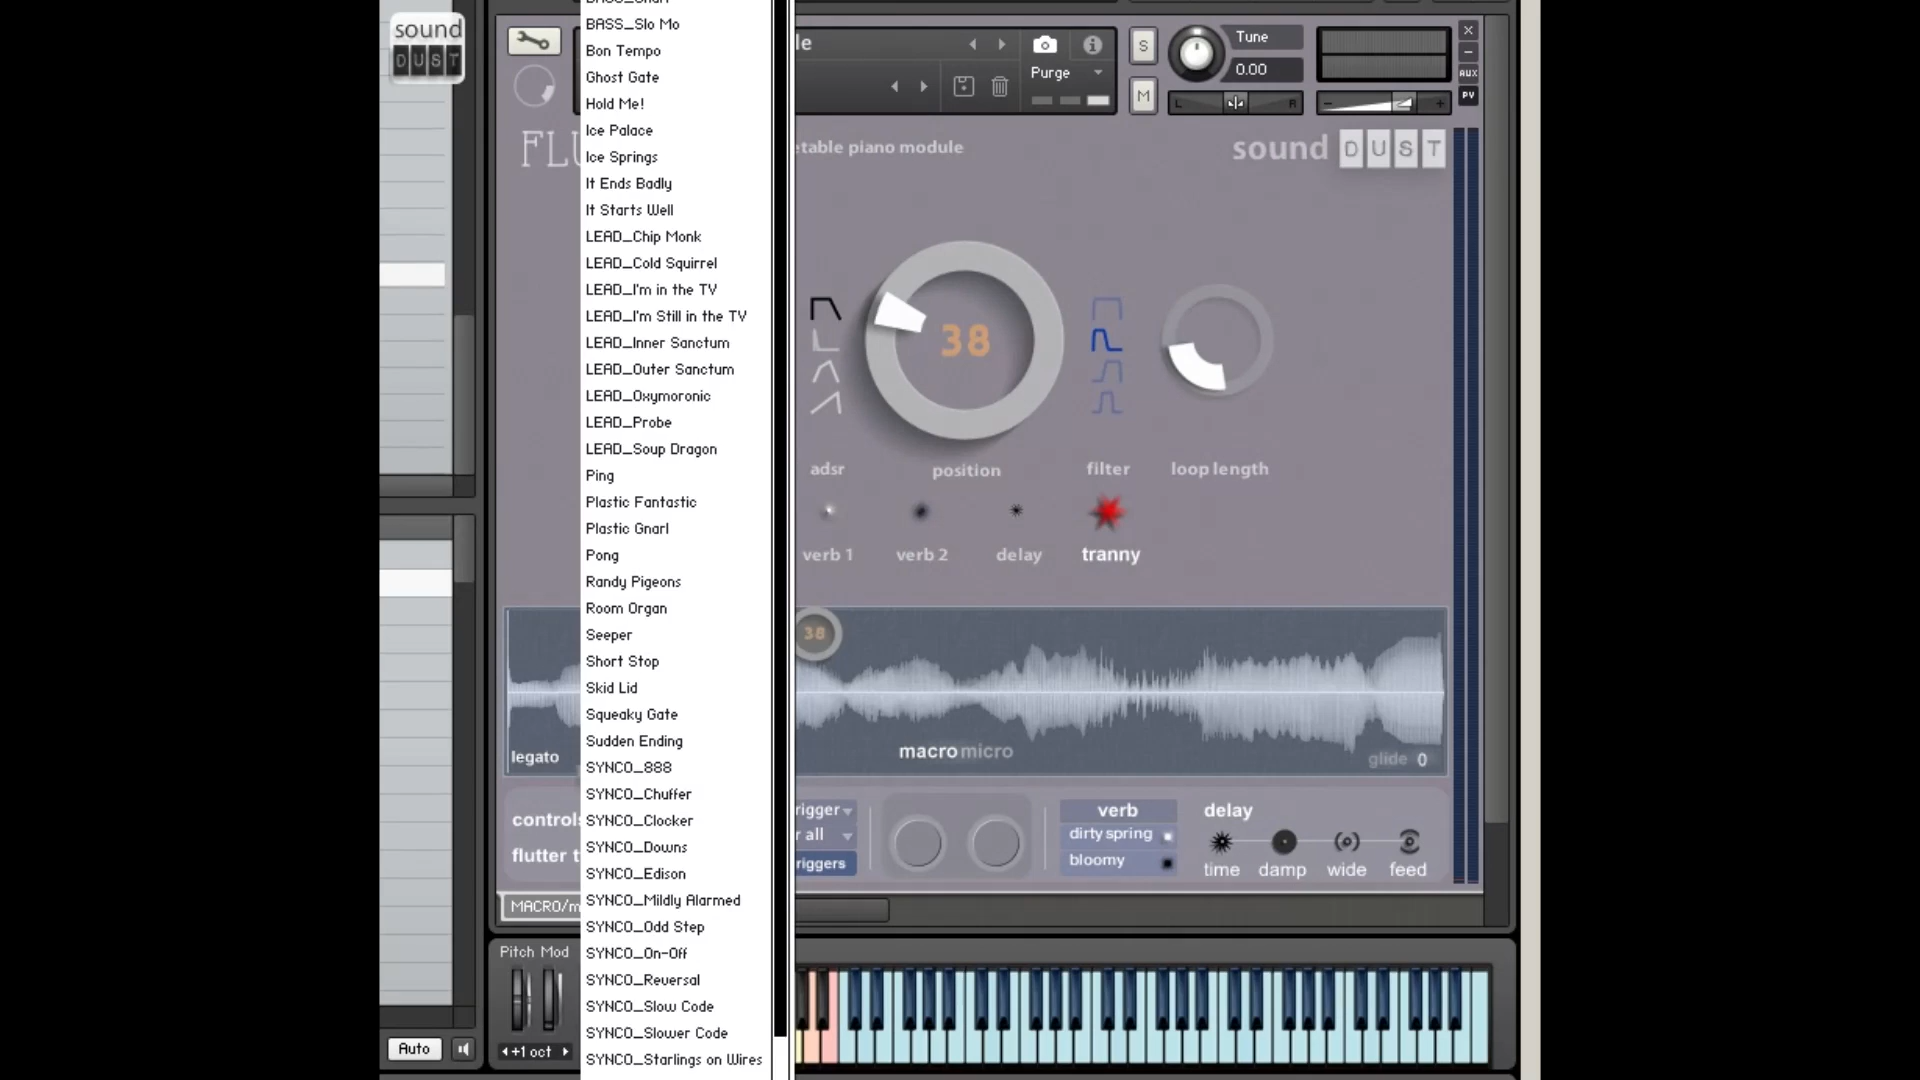 sound
DUST
BASS_Slo Mo
Bon Tempo
Ghost Gate
Hold Me!
Ice Palace
Ice Springs
It Ends Badly
It Starts Well
LEAD_Chip Monk
LEAD_Cold Squirrel
LEAD_I'm in the TV
LEAD_I'm Still in the TV
LEAD_Inner Sanctum
LEAD_Outer Sanctum
LEAD_Oxymoronic
LEAD_Probe
LEAD_Soup Dragon
Ping
Plastic Fantastic
Plastic Gnarl
Pong
Randy Pigeons
Room Organ
Seeper
Short Stop
Skid Lid
Squeaky Gate
Sudden Ending
SYNCO_888
SYNCO_Chuffer
SYNCO_Clocker
SYNCO_Downs
SYNCO_Edison
SYNCO_Mildly Alarmed
SYNCO_Odd Step
SYNCO_On-Off
SYNCO_Reversal
SYNCO_Slow Code
SYNCO_Slower Code
SYNCO_Starlings on Wires
le
Purge
S
M
Tune
0.00
L R
- +
x
-
AUX
PV
FLU
etable piano module
sound DUST
38
adsr position filter loop length
verb 1 verb 2 delay tranny
38
legato
macro micro
glide 0
controls
flutter t
rigger
r all
riggers
verb
dirty spring
bloomy
delay
time damp wide feed
MACRO/m
Pitch Mod
+1 oct
Auto